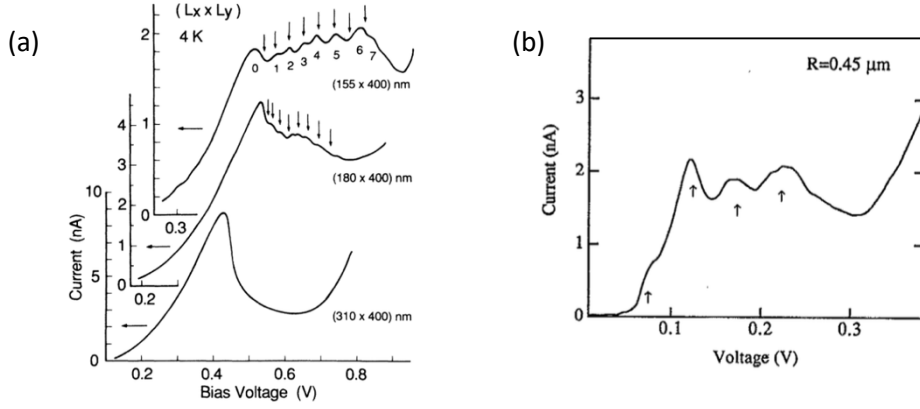 (a)
( Lx x Ly )
4 K
2
1
0
0.3
0 1 2 3 4 5 6 7
(155 x 400) nm
4
3
2
1
0
0.2
(180 x 400) nm
10
5
0
Current (nA)
(310 x 400) nm
0.2 0.4 0.6 0.8
Bias Voltage (V)
(b)
R=0.45 μm
3
2
1
0
Current (nA)
0.1 0.2 0.3
Voltage (V)